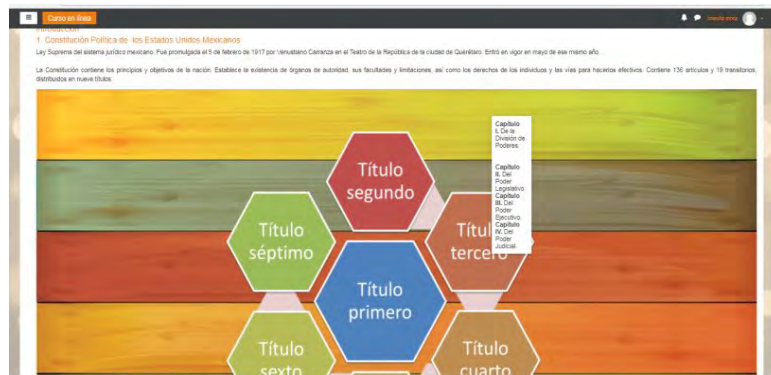 Curso en línea
Introducción
1. Constitución Política de los Estados Unidos Mexicanos
Ley Suprema del sistema jurídico mexicano. Fue promulgada el 5 de febrero de 1917 por Venustiano Carranza en el Teatro de la República de la ciudad de Querétaro. Entró en vigor en mayo de ese mismo año.
La Constitución contiene los principios y objetivos de la nación. Establece la existencia de órganos de autoridad, sus facultades y limitaciones, así como los derechos de los individuos y las vías para hacerlos efectivos. Contiene 136 artículos y 19 transitorios,
distribuidos en nueve títulos:
Capítulo
I. De la
División de
Poderes.
Capítulo
II. Del
Poder
Legislativo.
Capítulo
III. Del
Poder
Ejecutivo.
Capítulo
IV. Del
Poder
Judicial.
Título
segundo
Título
séptimo
Título
tercero
Título
primero
Título
sexto
Título
cuarto